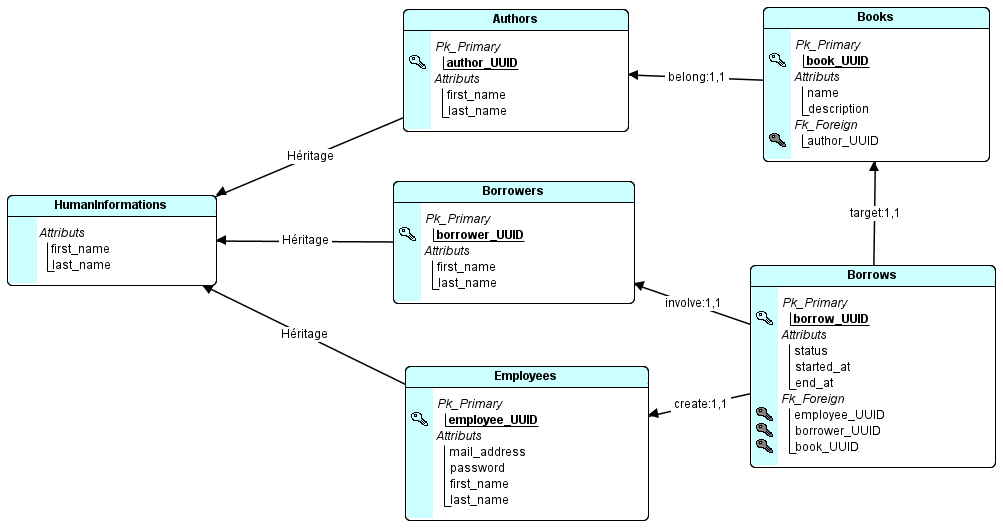 Authors
Pk_Primary
author_UUID
Attributs
first_name
last_name
Books
Pk_Primary
book_UUID
Attributs
name
description
Fk_Foreign
author_UUID
belong:1,1
Héritage
HumanInformations
Attributs
first_name
last_name
Borrowers
Pk_Primary
borrower_UUID
Attributs
first_name
last_name
Héritage
target:1,1
involve:1,1
Borrows
Pk_Primary
borrow_UUID
Attributs
status
started_at
end_at
Fk_Foreign
employee_UUID
borrower_UUID
book_UUID
Héritage
create:1,1
Employees
Pk_Primary
employee_UUID
Attributs
mail_address
password
first_name
last_name